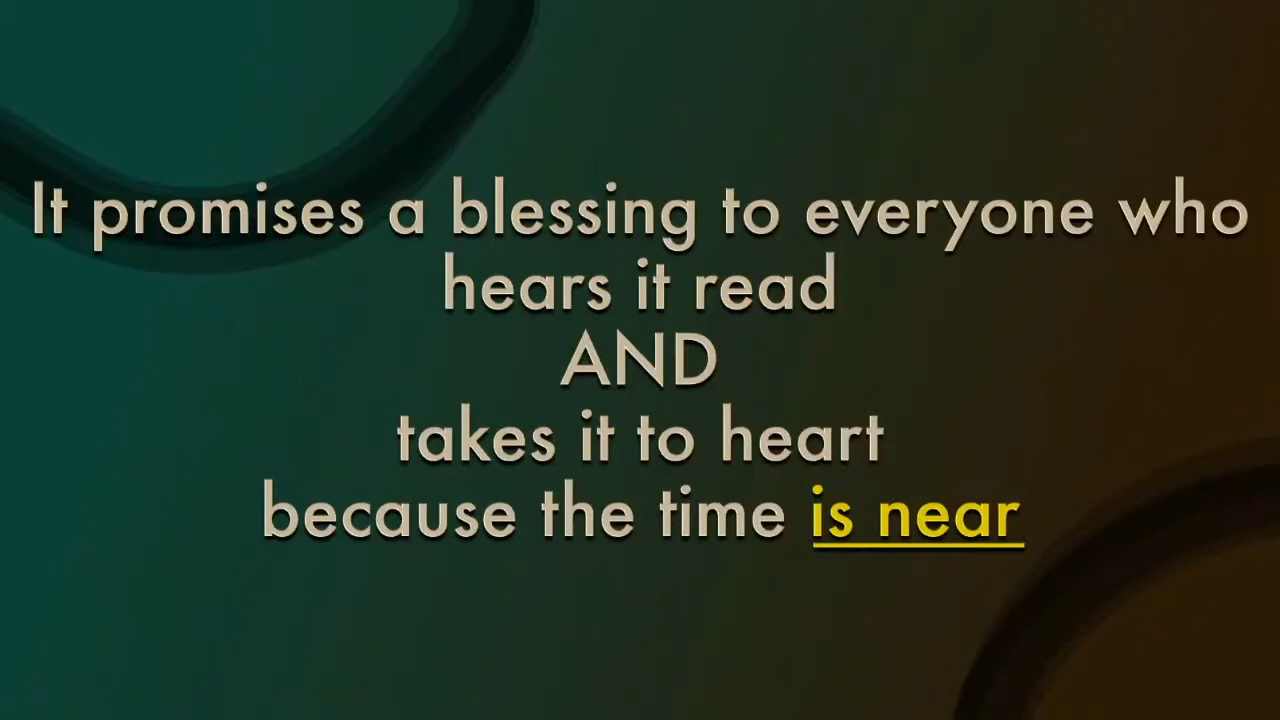 It promises a blessing to everyone who
hears it read
AND
takes it to heart
because the time is near